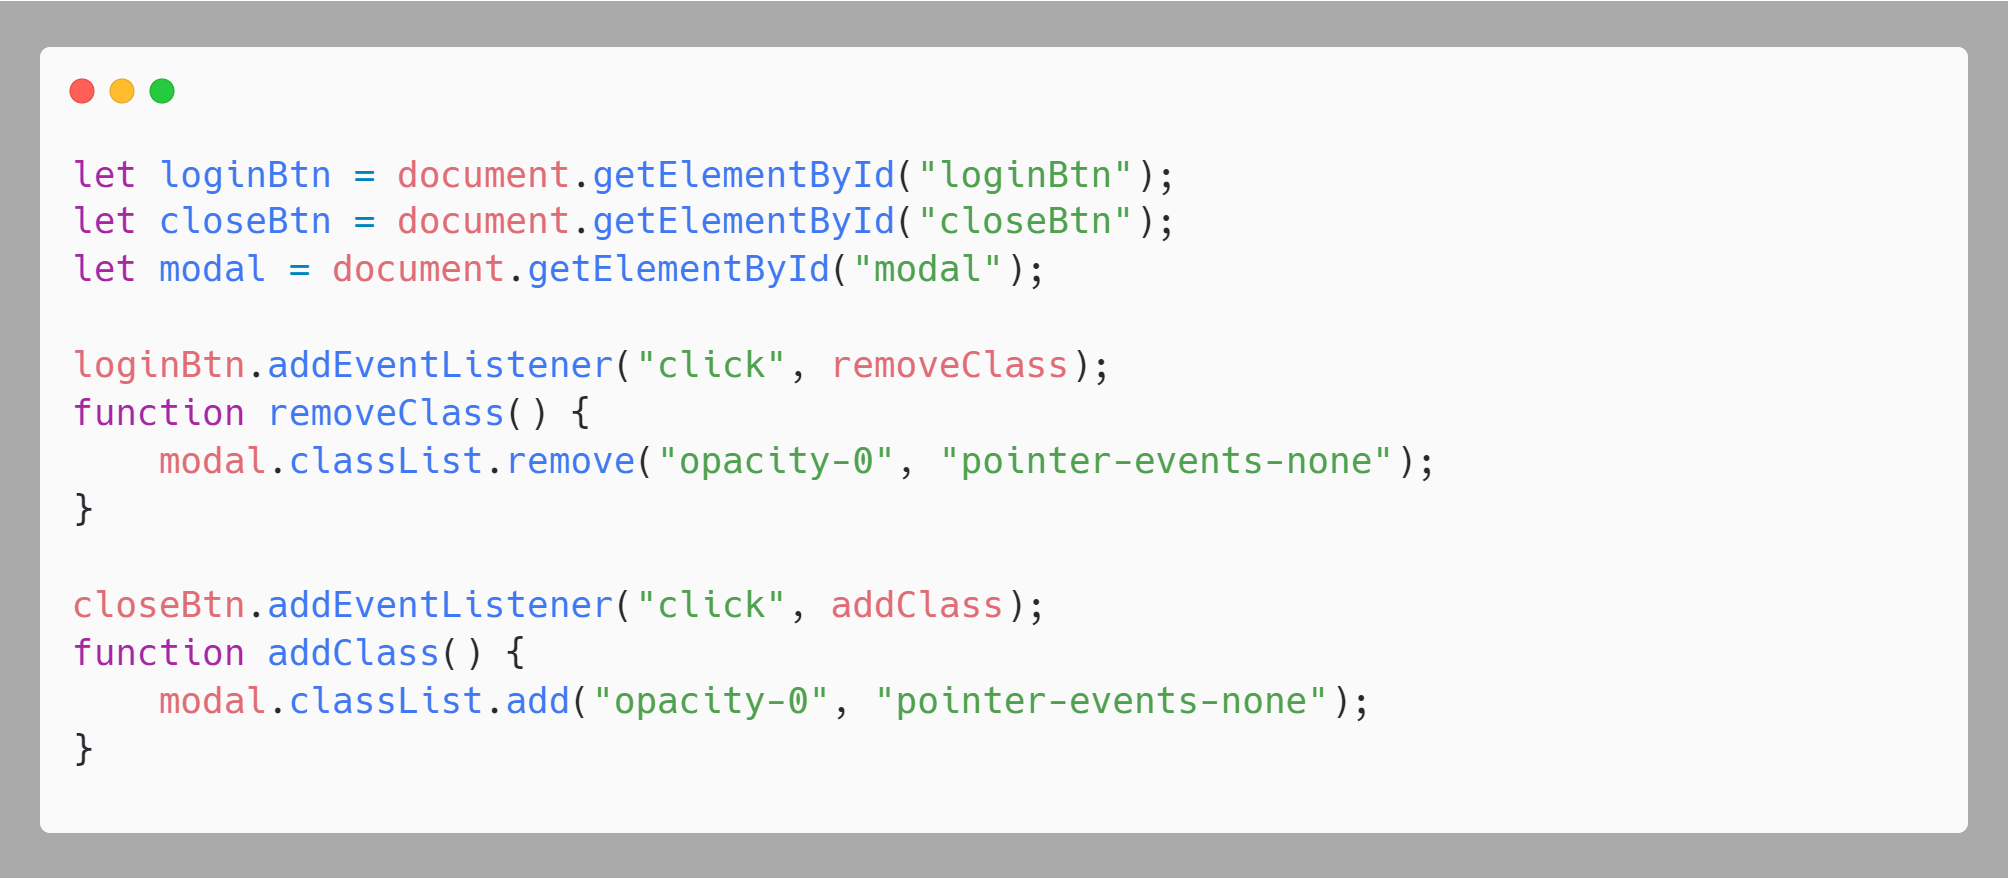 let loginBtn = document.getElementById("loginBtn");
let closeBtn = document.getElementById("closeBtn");
let modal = document.getElementById("modal");

loginBtn.addEventListener("click", removeClass);
function removeClass() {
    modal.classList.remove("opacity-0", "pointer-events-none");
}

closeBtn.addEventListener("click", addClass);
function addClass() {
    modal.classList.add("opacity-0", "pointer-events-none");
}